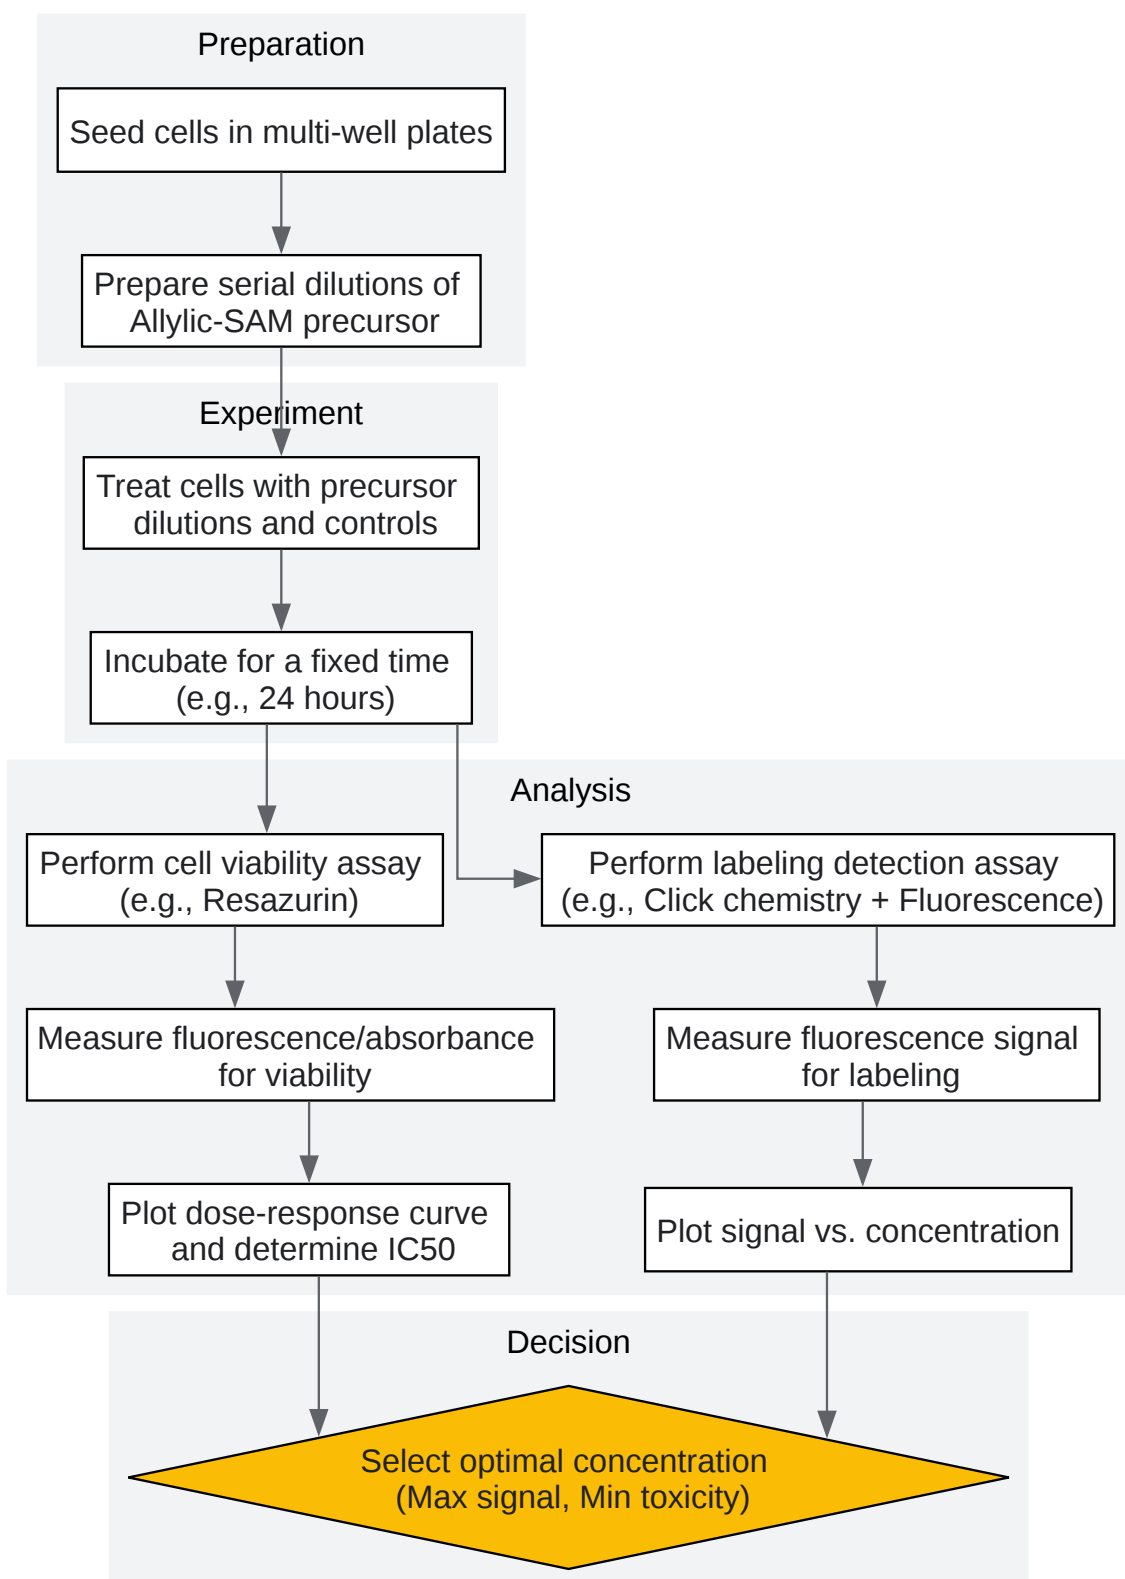 Preparation
Seed cells in multi-well plates
Prepare serial dilutions of
Allylic-SAM precursor
Experiment
Treat cells with precursor
dilutions and controls
Incubate for a fixed time
(e.g., 24 hours)
Analysis
Perform cell viability assay
(e.g., Resazurin)
Perform labeling detection assay
(e.g., Click chemistry + Fluorescence)
Measure fluorescence/absorbance
for viability
Measure fluorescence signal
for labeling
Plot dose-response curve
and determine IC50
Plot signal vs. concentration
Decision
Select optimal concentration
(Max signal, Min toxicity)